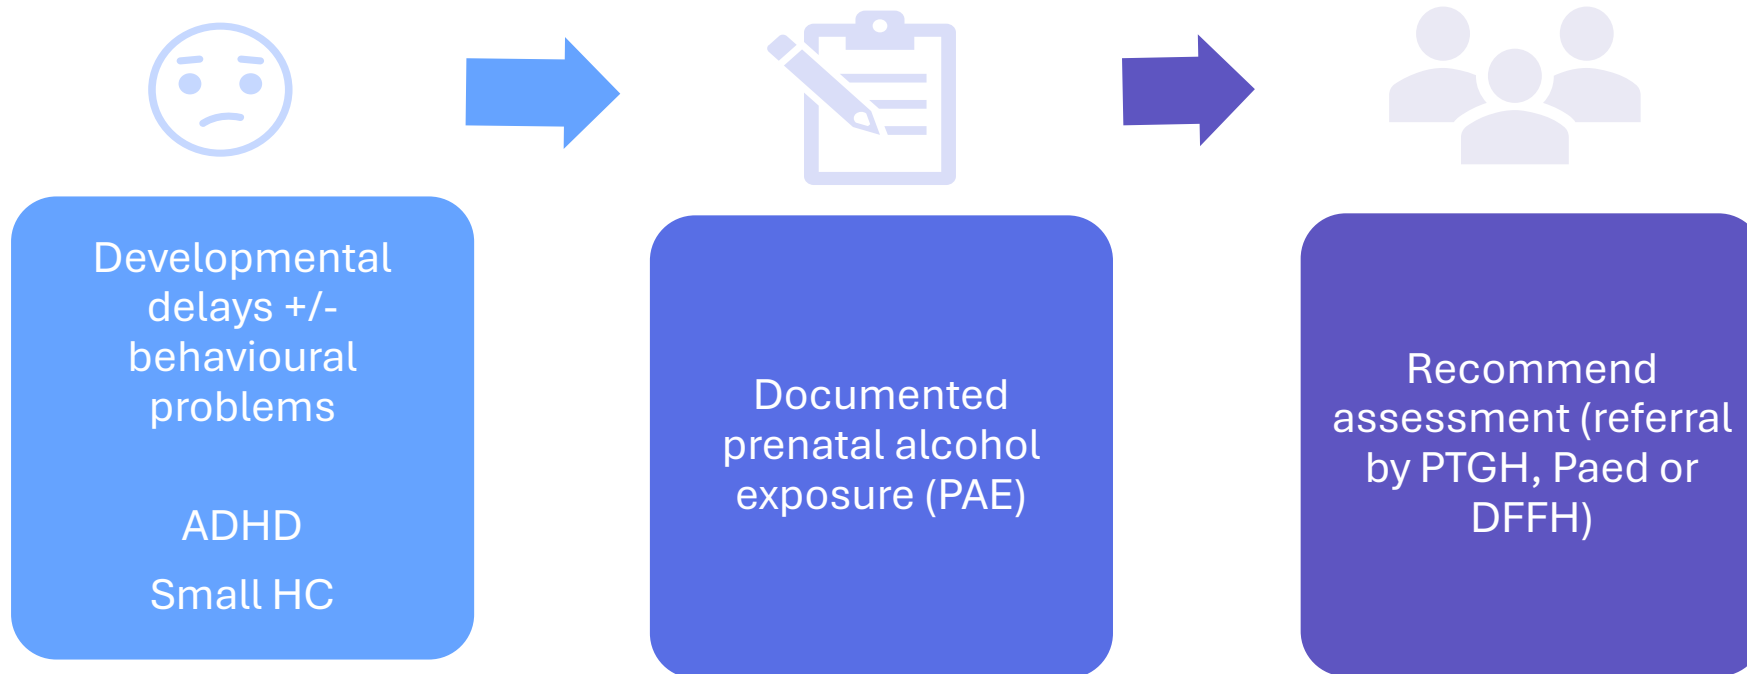 Developmental
delays +/-
behavioural
problems
ADHD
Small HC
Documented
prenatal alcohol
exposure (PAE)
Recommend
assessment (referral
by PTGH, Paed or
DFFH)